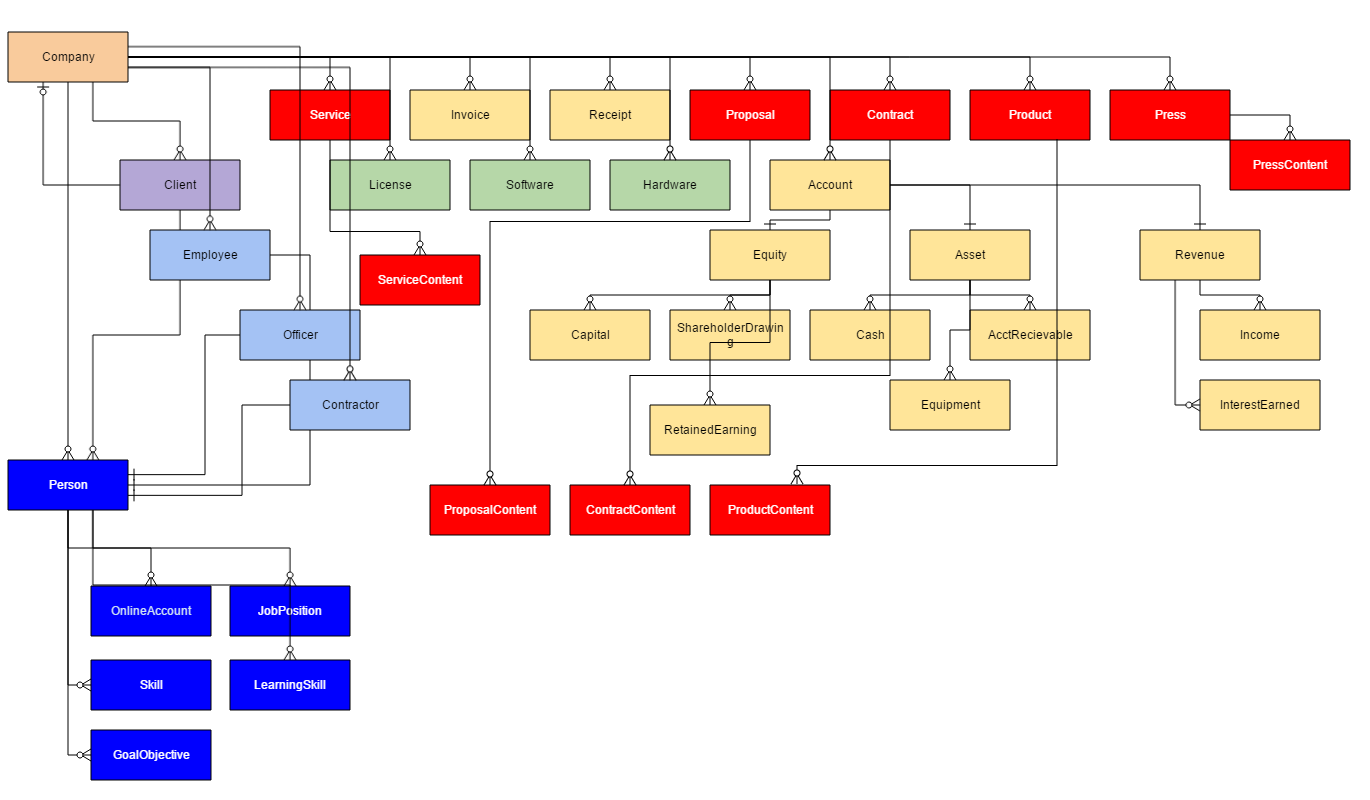 Company
Service
Invoice
Receipt
Proposal
Contract
Product
Press
PressContent
Client
License
Software
Hardware
Account
Employee
ServiceContent
Equity
Asset
Revenue
Officer
Capital
ShareholderDrawin
g
Cash
AcctRecievable
Income
Contractor
RetainedEarning
Equipment
InterestEarned
Person
ProposalContent
ContractContent
ProductContent
OnlineAccount
JobPosition
Skill
LearningSkill
GoalObjective